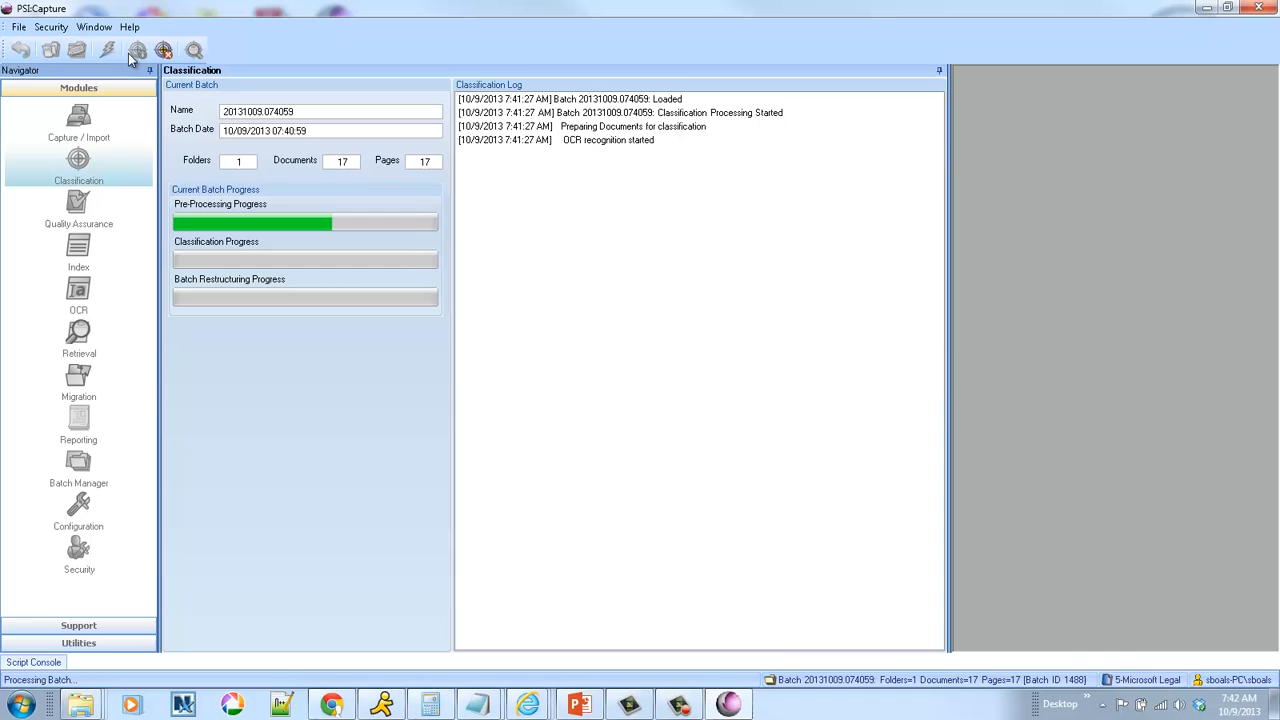 PSI:Capture
File Security Window Help
Navigator
Modules
Capture / Import
Classification
Quality Assurance
Index
OCR
Retrieval
Migration
Reporting
Batch Manager
Configuration
Security
Support
Utilities
Classification
Current Batch
Name 20131009.074059
Batch Date 10/09/2013 07:40:59
Folders 1 Documents 17 Pages 17
Current Batch Progress
Pre-Processing Progress
Classification Progress
Batch Restructuring Progress
Classification Log
[10/9/2013 7:41:27 AM] Batch 20131009.074059: Loaded
[10/9/2013 7:41:27 AM] Batch 20131009.074059: Classification Processing Started
[10/9/2013 7:41:27 AM] Preparing Documents for classification
[10/9/2013 7:41:27 AM] OCR recognition started
Script Console
Processing Batch...
Batch 20131009.074059: Folders=1 Documents=17 Pages=17 [Batch ID 1488]
5-Microsoft Legal
sboals-PC\sboals
Desktop
7:42 AM
10/9/2013